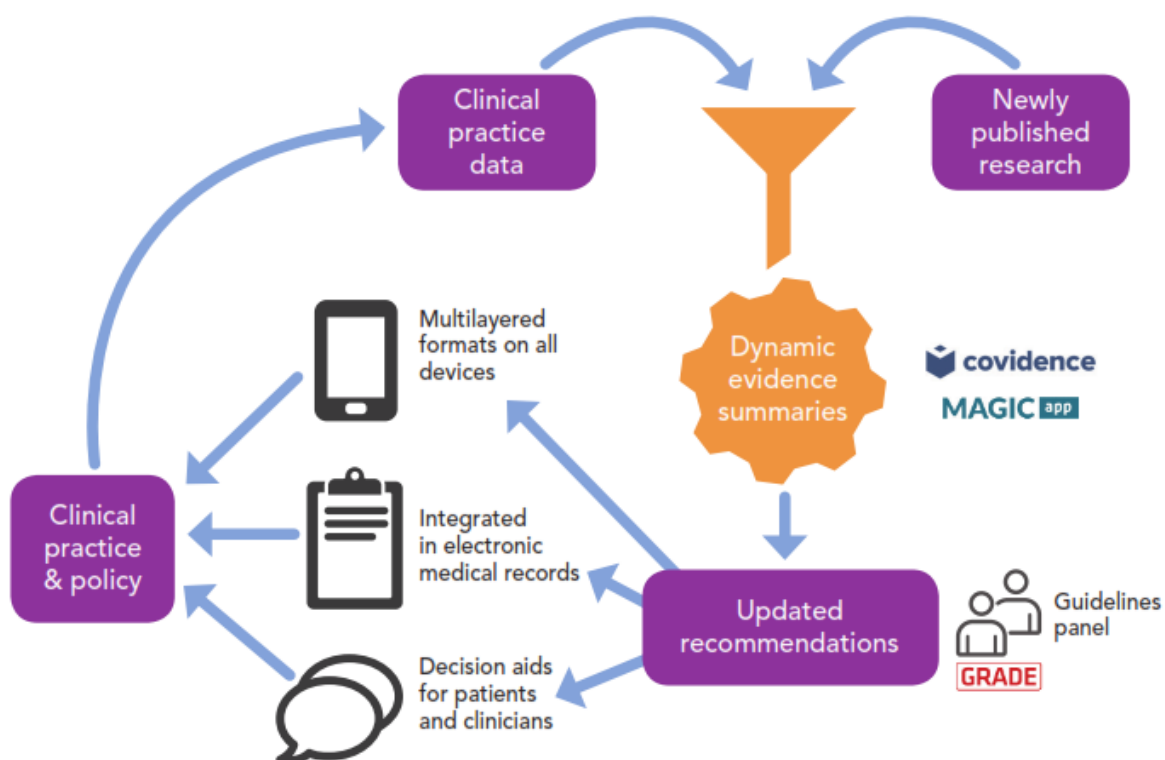 Clinical
practice
data
Newly
published
research
Multilayered
formats on all
devices
Dynamic
evidence
summaries
covidence
MAGIC app
Clinical
practice
& policy
Integrated
in electronic
medical records
Updated
recommendations
Guidelines
panel
GRADE
Decision aids
for patients
and clinicians